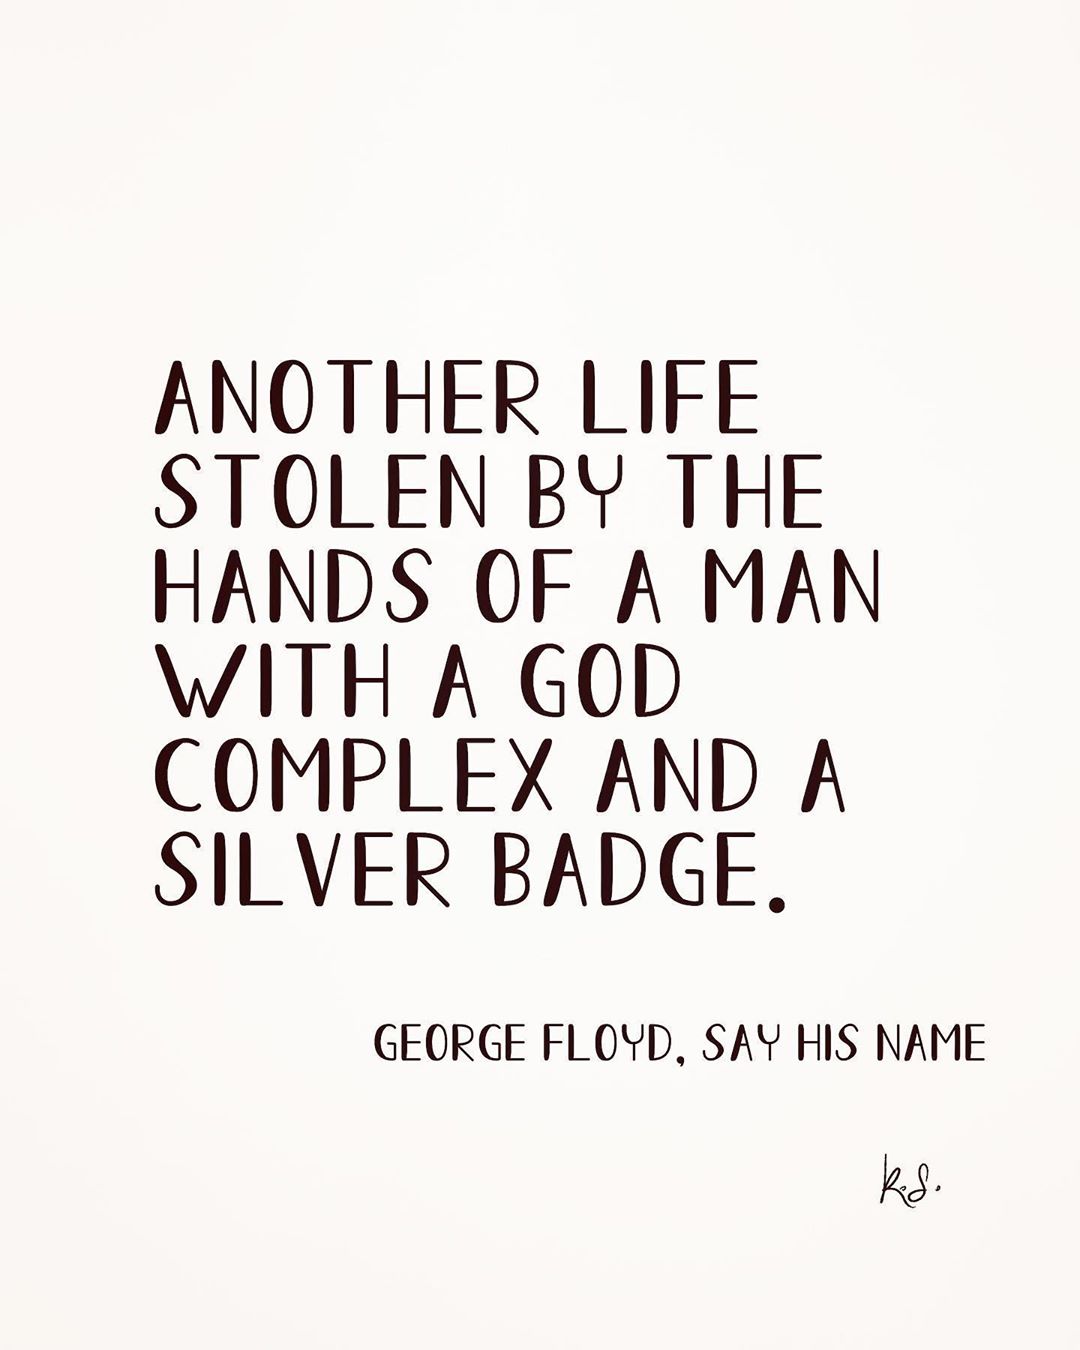 ANOTHER LIFE
STOLEN BY THE
HANDS OF A MAN
WITH A GOD
COMPLEX AND A
SILVER BADGE.
GEORGE FLOYD, SAY HIS NAME
R.S.